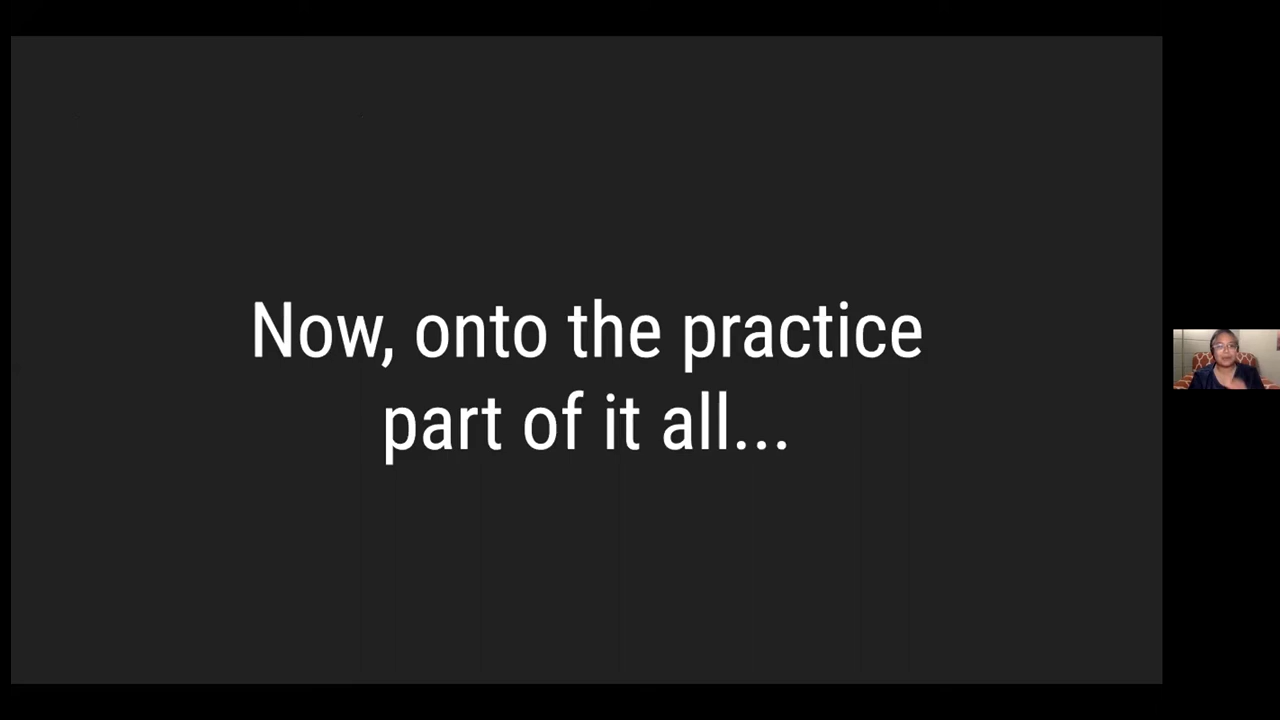 Now, onto the practice
part of it all...